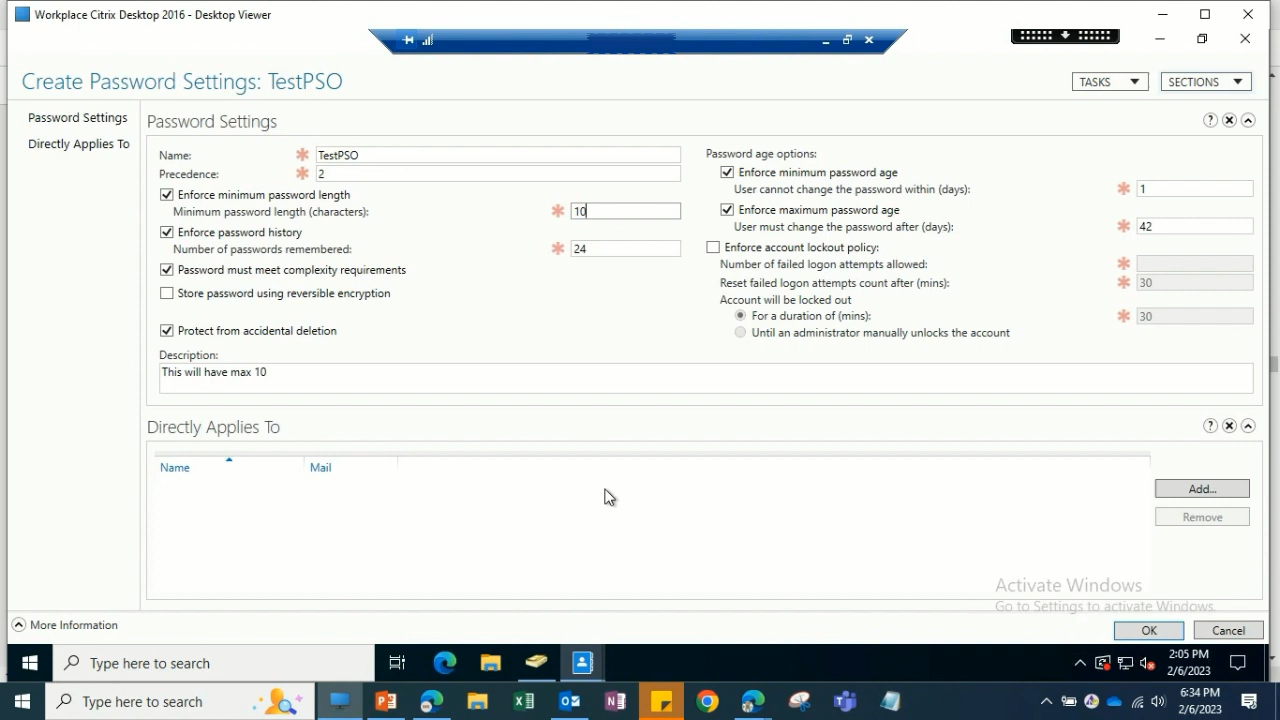 Workplace Citrix Desktop 2016 - Desktop Viewer
Create Password Settings: TestPSO
TASKS
SECTIONS
Password Settings
Directly Applies To
Password Settings
Name:
TestPSO
Precedence:
2
Enforce minimum password length
Minimum password length (characters):
10
Enforce password history
Number of passwords remembered:
24
Password must meet complexity requirements
Store password using reversible encryption
Protect from accidental deletion
Password age options:
Enforce minimum password age
User cannot change the password within (days):
1
Enforce maximum password age
User must change the password after (days):
42
Enforce account lockout policy:
Number of failed logon attempts allowed:
Reset failed logon attempts count after (mins):
30
Account will be locked out
For a duration of (mins):
30
Until an administrator manually unlocks the account
Description:
This will have max 10
Directly Applies To
Name
Mail
Add...
Remove
Activate Windows
Go to Settings to activate Windows.
More Information
OK
Cancel
Type here to search
2:05 PM
2/6/2023
Type here to search
6:34 PM
2/6/2023